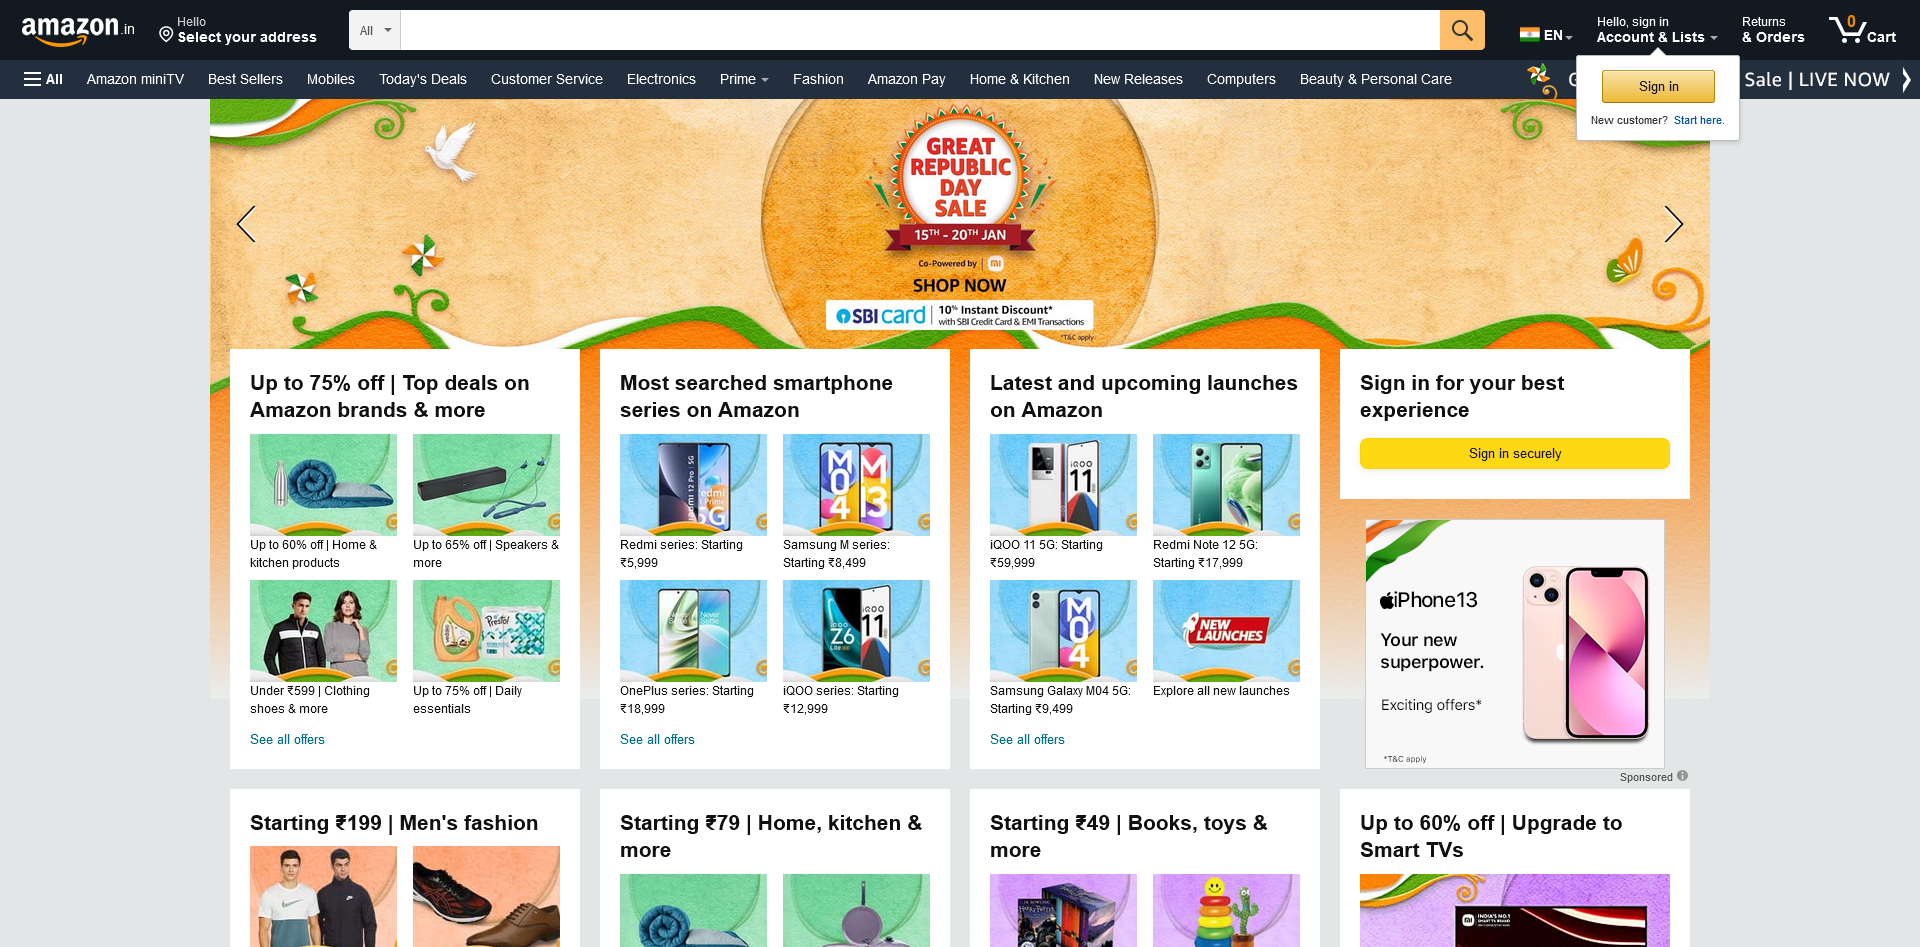 amazon.in
Hello
Select your address
All
EN
Hello, sign in
Account & Lists
Returns
& Orders
0
Cart
All
Amazon miniTV
Best Sellers
Mobiles
Today's Deals
Customer Service
Electronics
Prime
Fashion
Amazon Pay
Home & Kitchen
New Releases
Computers
Beauty & Personal Care
Sale | LIVE NOW
Sign in
New customer? Start here.
GREAT
REPUBLIC
DAY
SALE
15TH - 20TH JAN
Co-Powered by | mi
SHOP NOW
SBI card | 10% Instant Discount*
with SBI Credit Card & EMI Transactions
*T&C apply
Up to 75% off | Top deals on
Amazon brands & more
Up to 60% off | Home &
kitchen products
Up to 65% off | Speakers &
more
Presto!
Under ₹599 | Clothing
shoes & more
Up to 75% off | Daily
essentials
See all offers
Most searched smartphone
series on Amazon
Redmi series: Starting
₹5,999
Samsung M series:
Starting ₹8,499
OnePlus series: Starting
₹18,999
iQOO series: Starting
₹12,999
See all offers
Latest and upcoming launches
on Amazon
iQOO 11 5G: Starting
₹59,999
Redmi Note 12 5G:
Starting ₹17,999
NEW
LAUNCHES
Samsung Galaxy M04 5G:
Starting ₹9,499
Explore all new launches
See all offers
Sign in for your best
experience
Sign in securely
iPhone13
Your new
superpower.
Exciting offers*
*T&C apply
Sponsored
Starting ₹199 | Men's fashion
Starting ₹79 | Home, kitchen &
more
Starting ₹49 | Books, toys &
more
Up to 60% off | Upgrade to
Smart TVs
INDIA'S NO.1